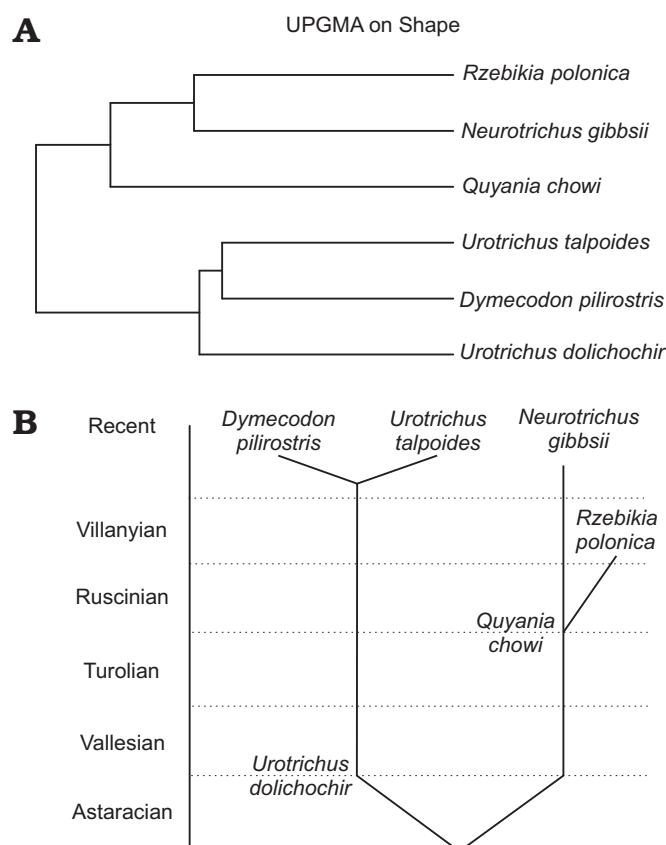 A
UPGMA on Shape
Rzebikia polonica
Neurotrichus gibbsii
Quyania chowi
Urotrichus talpoides
Dymecodon pilirostris
Urotrichus dolichochir
B
Recent
Dymecodon
pilirostris
Urotrichus
talpoides
Neurotrichus
gibbsii
Villanyian
Rzebikia
polonica
Ruscinian
Quyania
chowi
Turolian
Vallesian
Urotrichus
dolichochir
Astaracian